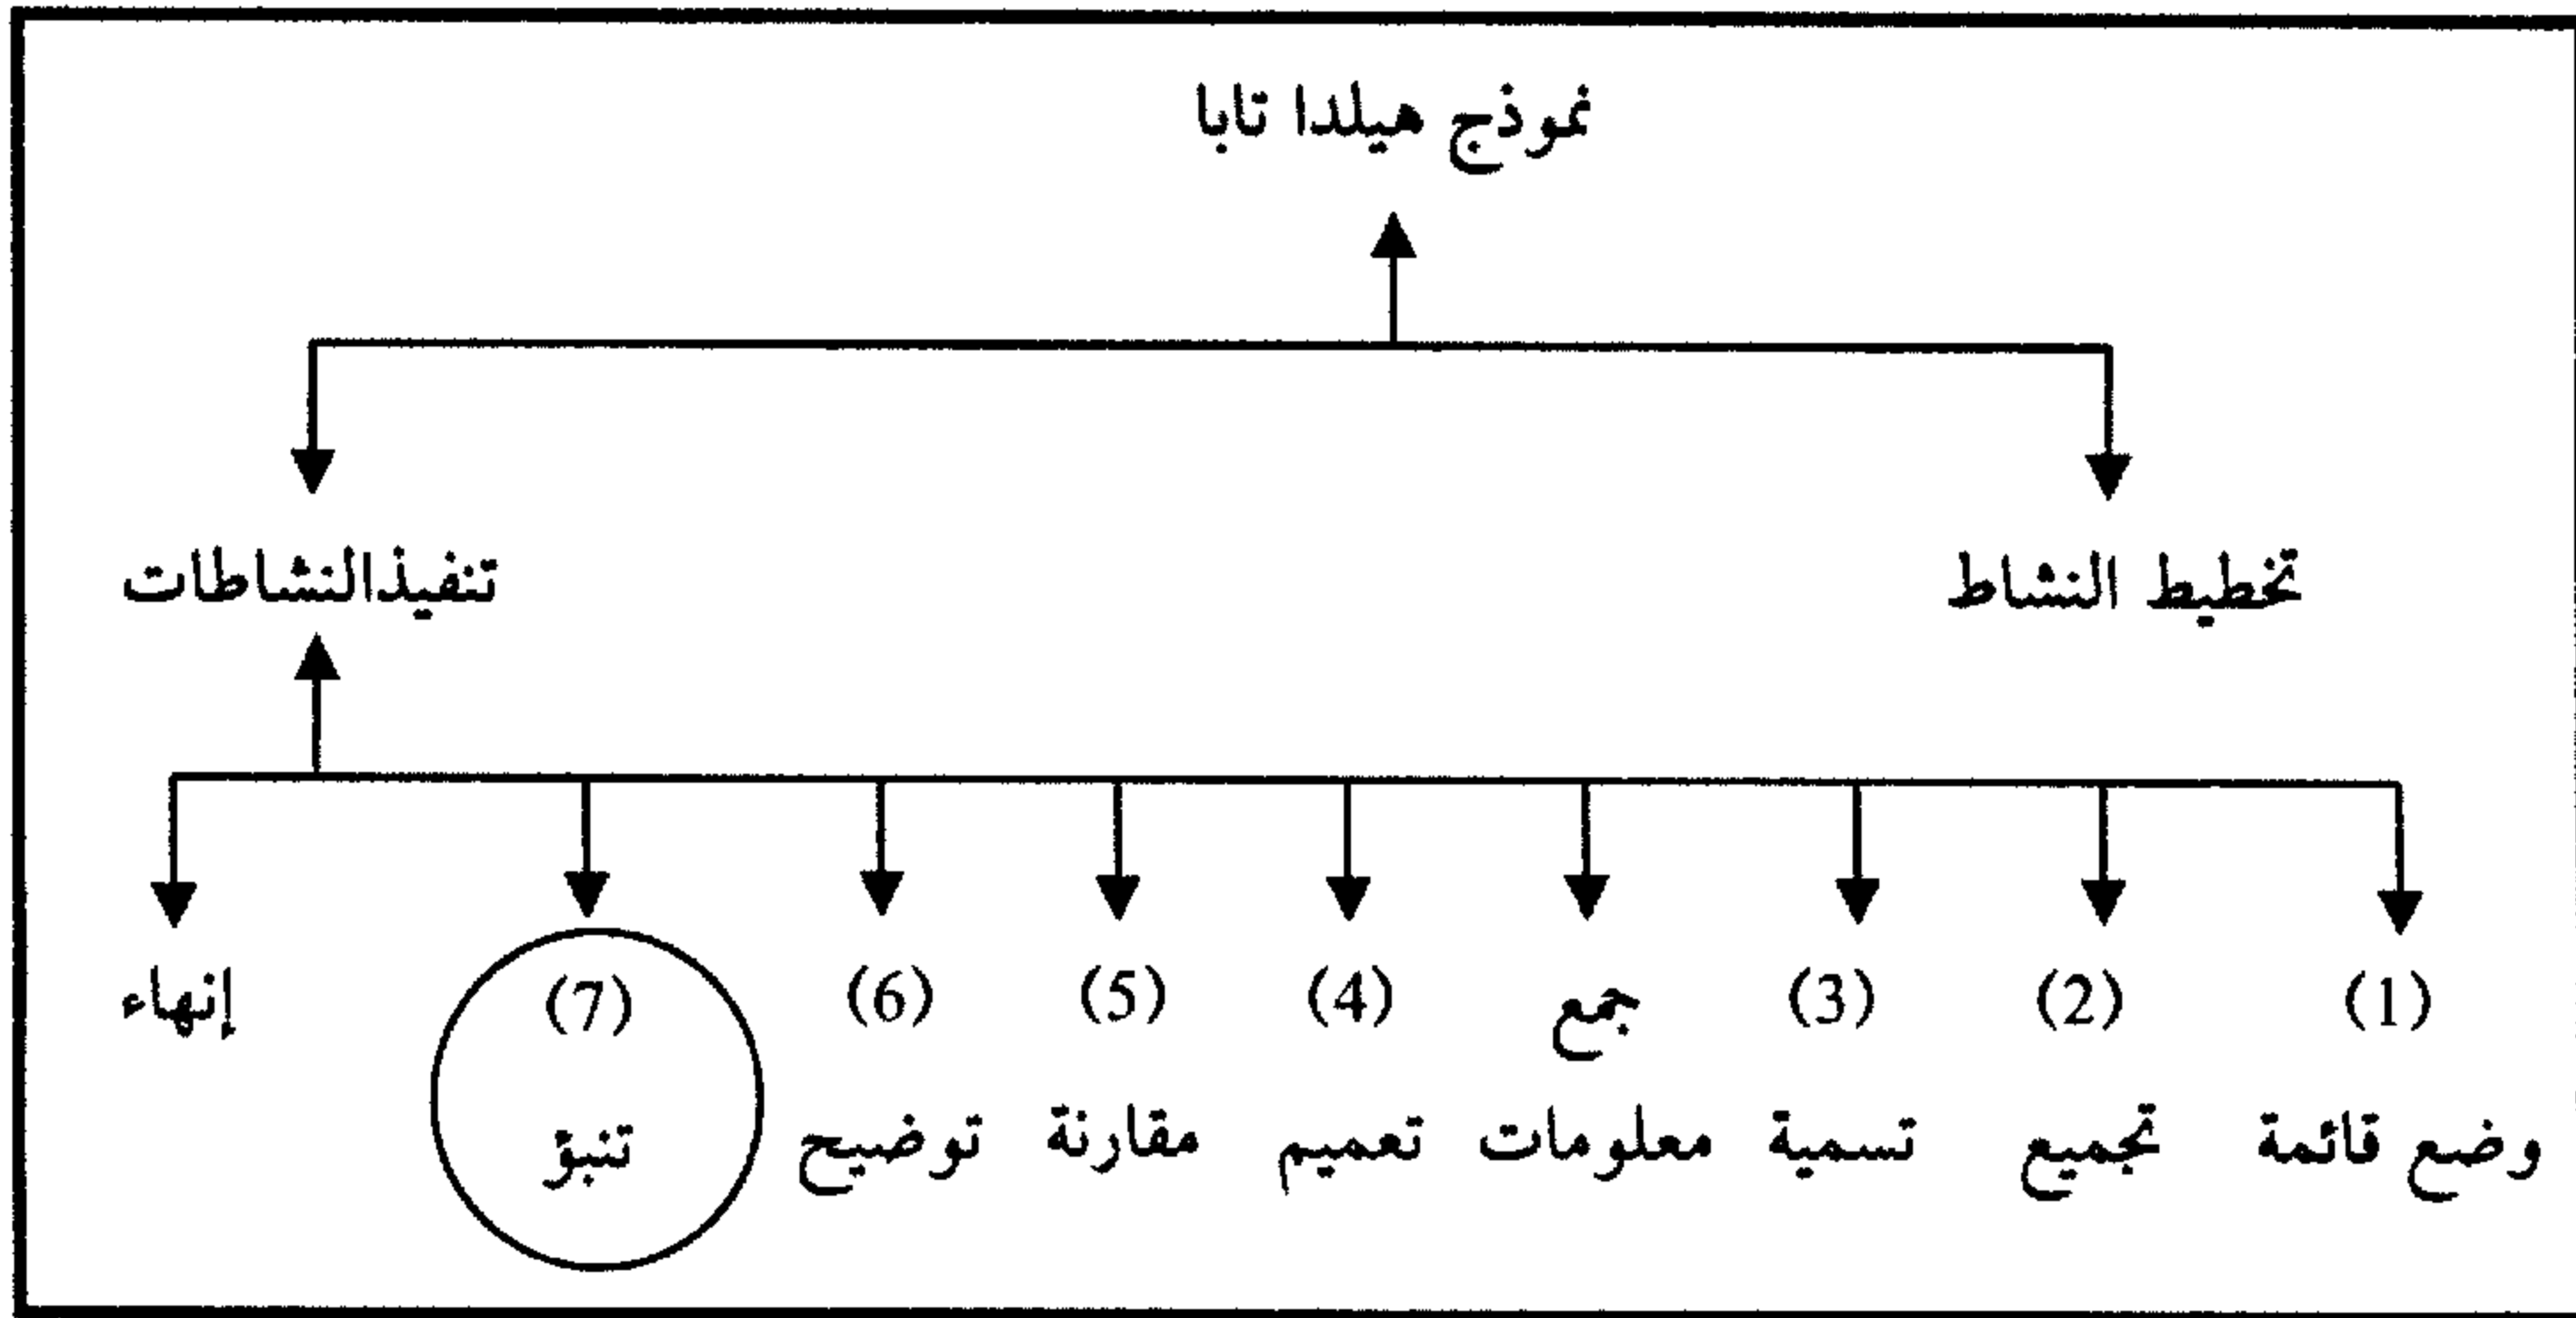 نموذج هيلدا تابا
تخطيط النشاط تنفيذالنشاطات
(1) (2) (3) جمع (4) (5) (6) (7) إنهاء
وضع قائمة تجميع تسمية معلومات تعميم مقارنة توضيح تنبؤ